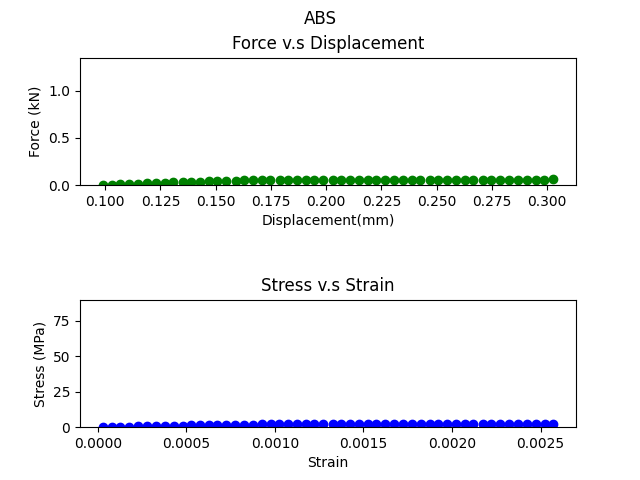 ABS
Force v.s Displacement
1.0
0.5
0.0
Force (kN)
0.100 0.125 0.150 0.175 0.200 0.225 0.250 0.275 0.300
Displacement(mm)
Stress v.s Strain
75
50
25
0
Stress (MPa)
0.0000 0.0005 0.0010 0.0015 0.0020 0.0025
Strain